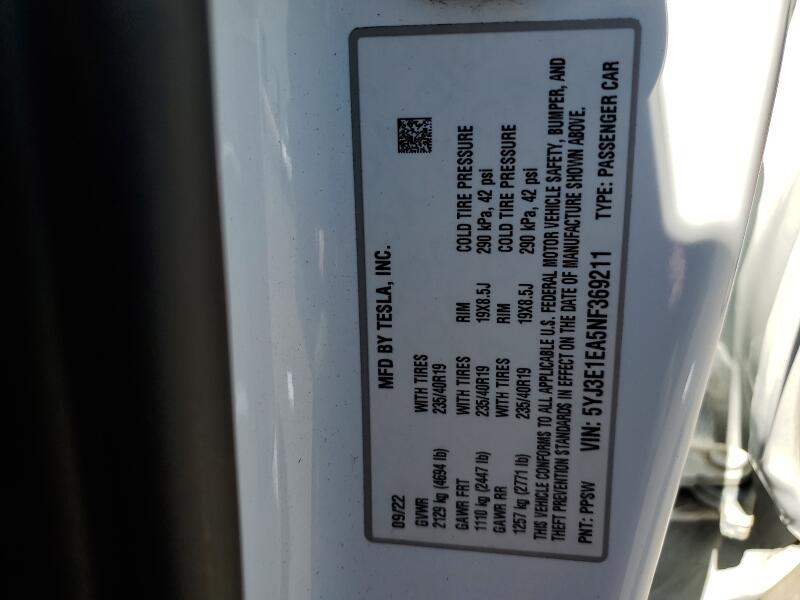 MFD BY TESLA, INC.
09/22
GVWR WITH TIRES
2129 kg (4694 lb) 235/40R19
GAWR FRT WITH TIRES RIM COLD TIRE PRESSURE
1110 kg (2447 lb) 235/40R19 19X8.5J 290 kPa, 42 psi
GAWR RR WITH TIRES RIM COLD TIRE PRESSURE
1257 kg (2771 lb) 235/40R19 19X8.5J 290 kPa, 42 psi
THIS VEHICLE CONFORMS TO ALL APPLICABLE U.S. FEDERAL MOTOR VEHICLE SAFETY, BUMPER, AND
THEFT PREVENTION STANDARDS IN EFFECT ON THE DATE OF MANUFACTURE SHOWN ABOVE.
PNT: PPSW VIN: 5YJ3E1EA5NF369211 TYPE: PASSENGER CAR